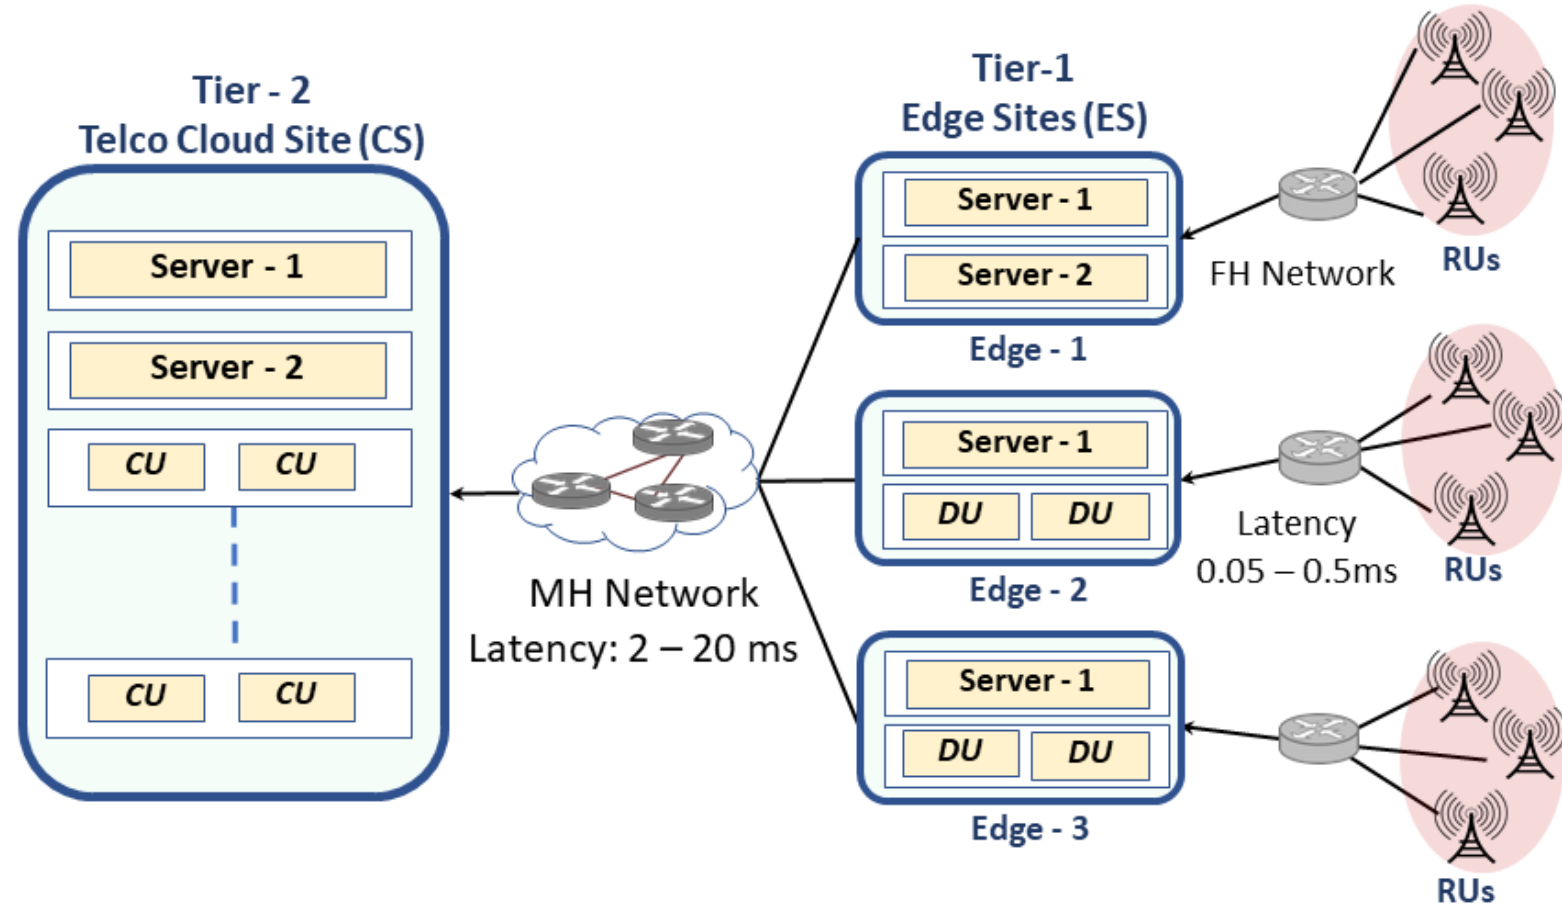 Tier - 2
Telco Cloud Site (CS)
Server - 1
Server - 2
CU CU
CU CU
MH Network
Latency: 2 – 20 ms
Tier-1
Edge Sites (ES)
Server - 1
Server - 2
Edge - 1
Server - 1
DU DU
Edge - 2
Server - 1
DU DU
Edge - 3
FH Network
Latency
0.05 – 0.5ms
RUs
RUs
RUs